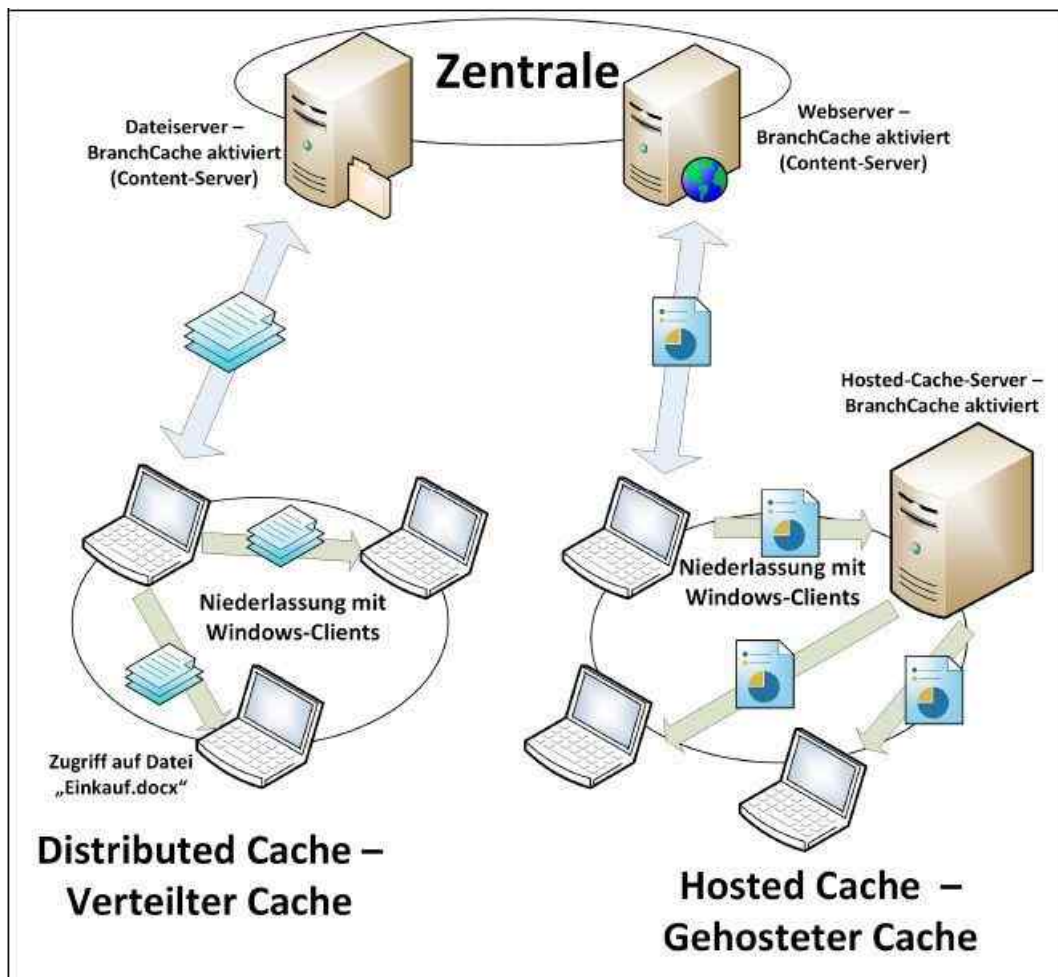 Zentrale
Dateiserver –
BranchCache aktiviert
(Content-Server)
Webserver –
BranchCache aktiviert
(Content-Server)
Hosted-Cache-Server –
BranchCache aktiviert
Niederlassung mit
Windows-Clients
Niederlassung mit
Windows-Clients
Zugriff auf Datei
„Einkauf.docx“
Distributed Cache –
Verteilter Cache
Hosted Cache –
Gehosteter Cache